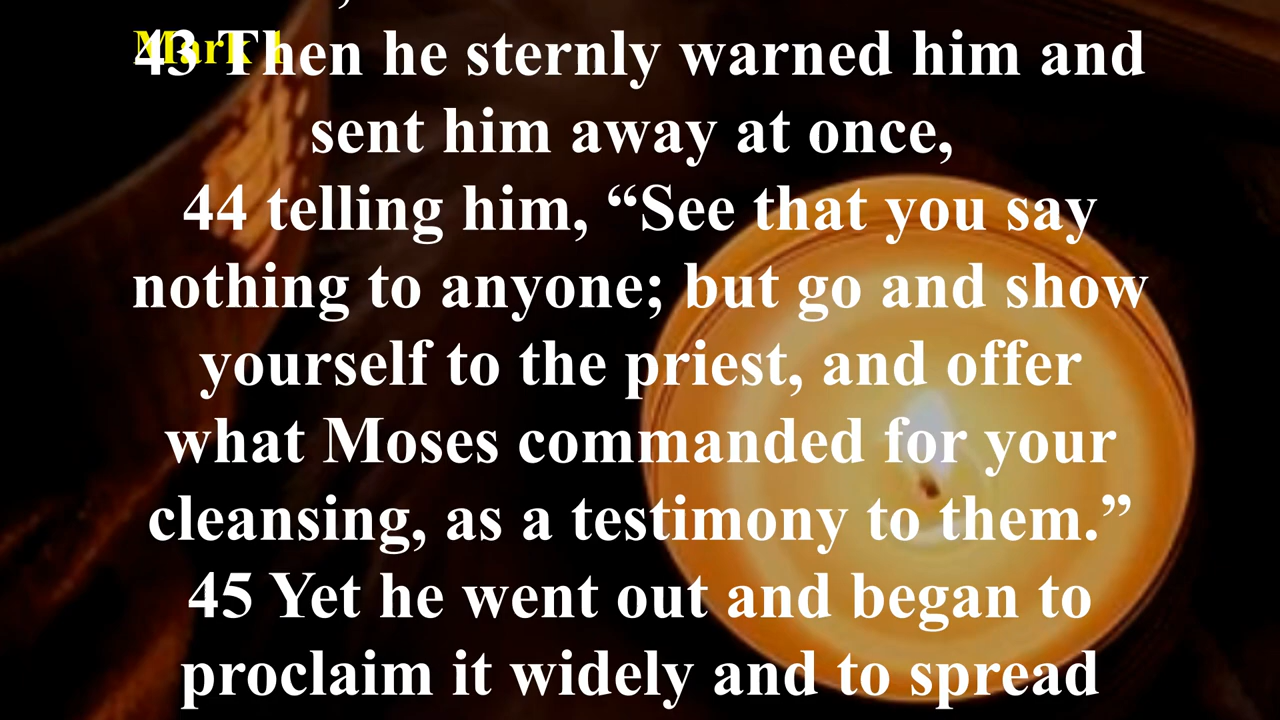 Mark 1
43 Then he sternly warned him and
sent him away at once,
44 telling him, “See that you say
nothing to anyone; but go and show
yourself to the priest, and offer
what Moses commanded for your
cleansing, as a testimony to them.”
45 Yet he went out and began to
proclaim it widely and to spread